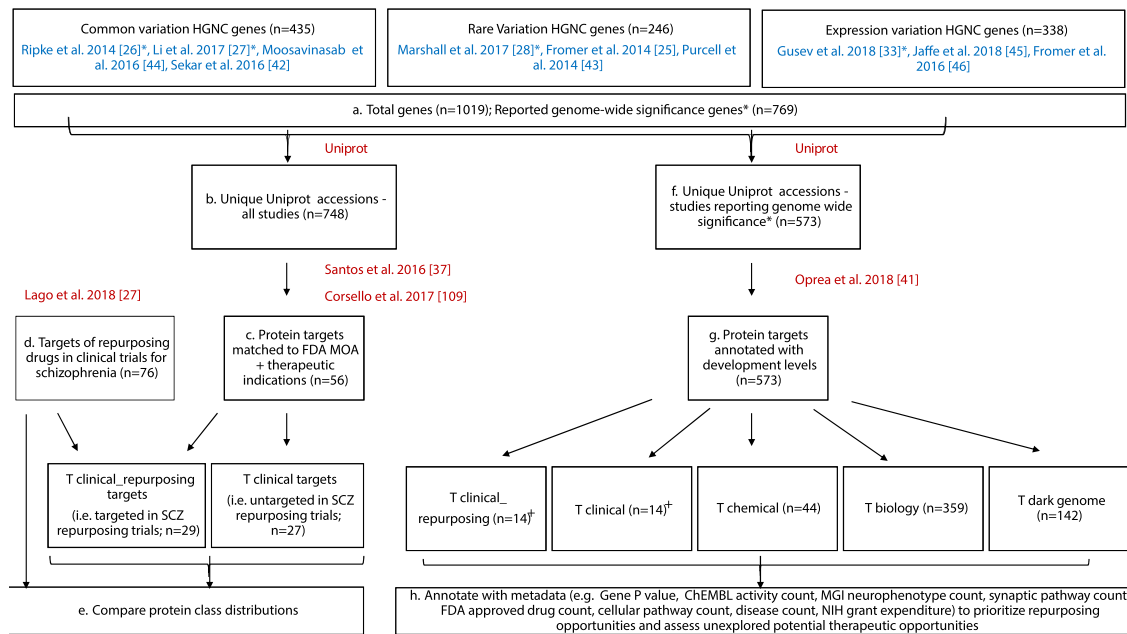 Common variation HGNC genes (n=435)
Ripke et al. 2014 [26]*, Li et al. 2017 [27]*, Moosavinasab et
al. 2016 [44], Sekar et al. 2016 [42]
Rare Variation HGNC genes (n=246)
Marshall et al. 2017 [28]*, Fromer et al. 2014 [25], Purcell et
al. 2014 [43]
Expression variation HGNC genes (n=338)
Gusev et al. 2018 [33]*, Jaffe et al. 2018 [45], Fromer et al.
2016 [46]
a. Total genes (n=1019); Reported genome-wide significance genes* (n=769)
Uniprot
Uniprot
b. Unique Uniprot accessions -
all studies (n=748)
f. Unique Uniprot accessions -
studies reporting genome wide
significance* (n=573)
Santos et al. 2016 [37]
Corsello et al. 2017 [109]
Lago et al. 2018 [27]
Oprea et al. 2018 [41]
d. Targets of repurposing
drugs in clinical trials for
schizophrenia (n=76)
c. Protein targets
matched to FDA MOA
+ therapeutic
indications (n=56)
g. Protein targets
annotated with
development levels
(n=573)
T clinical_repurposing
targets
(i.e. targeted in SCZ
repurposing trials; n=29)
T clinical targets
(i.e. untargeted in SCZ
repurposing trials;
n=27)
T clinical_
repurposing (n=14)‡
T clinical (n=14)‡
T chemical (n=44)
T biology (n=359)
T dark genome
(n=142)
e. Compare protein class distributions
h. Annotate with metadata (e.g. Gene P value, ChEMBL activity count, MGI neurophenotype count, synaptic pathway count
FDA approved drug count, cellular pathway count, disease count, NIH grant expenditure) to prioritize repurposing
opportunities and assess unexplored potential therapeutic opportunities